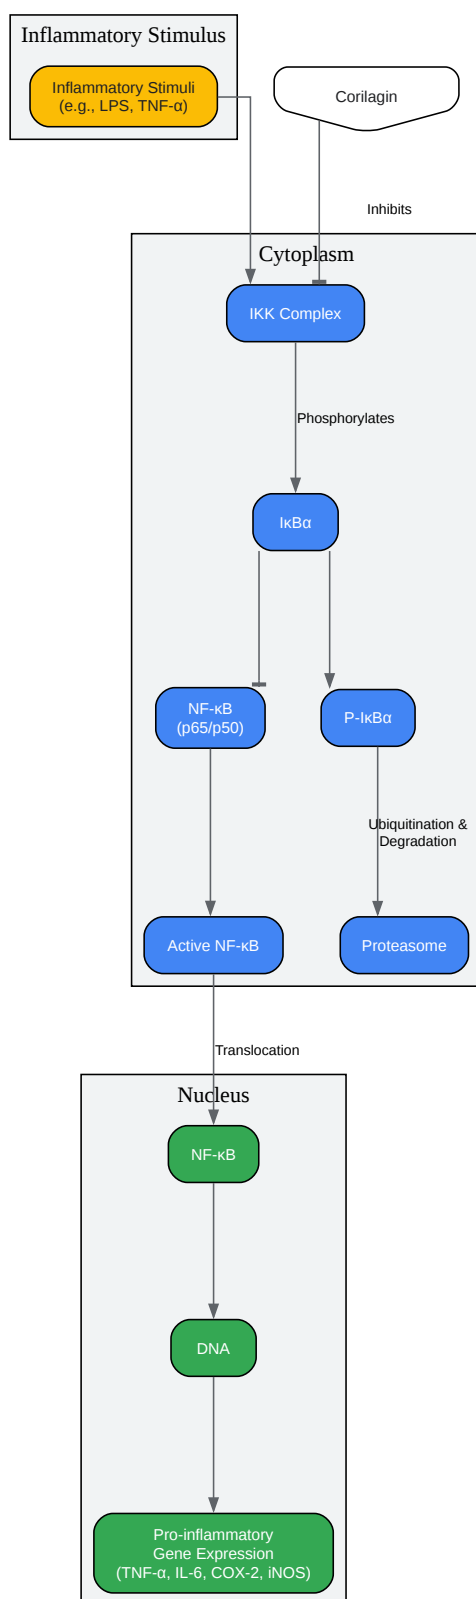 Inflammatory Stimulus
Inflammatory Stimuli
(e.g., LPS, TNF-α)
Corilagin
Inhibits
Cytoplasm
IKK Complex
Phosphorylates
IκBα
NF-κB
(p65/p50)
P-IκBα
Ubiquitination &
Degradation
Active NF-κB
Proteasome
Translocation
Nucleus
NF-κB
DNA
Pro-inflammatory
Gene Expression
(TNF-α, IL-6, COX-2, iNOS)